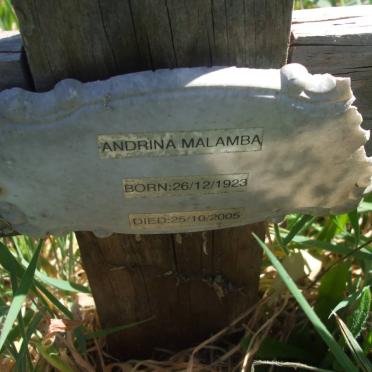 ANDRINA MALAMBA
BORN:26/12/1923
DIED:25/10/2005